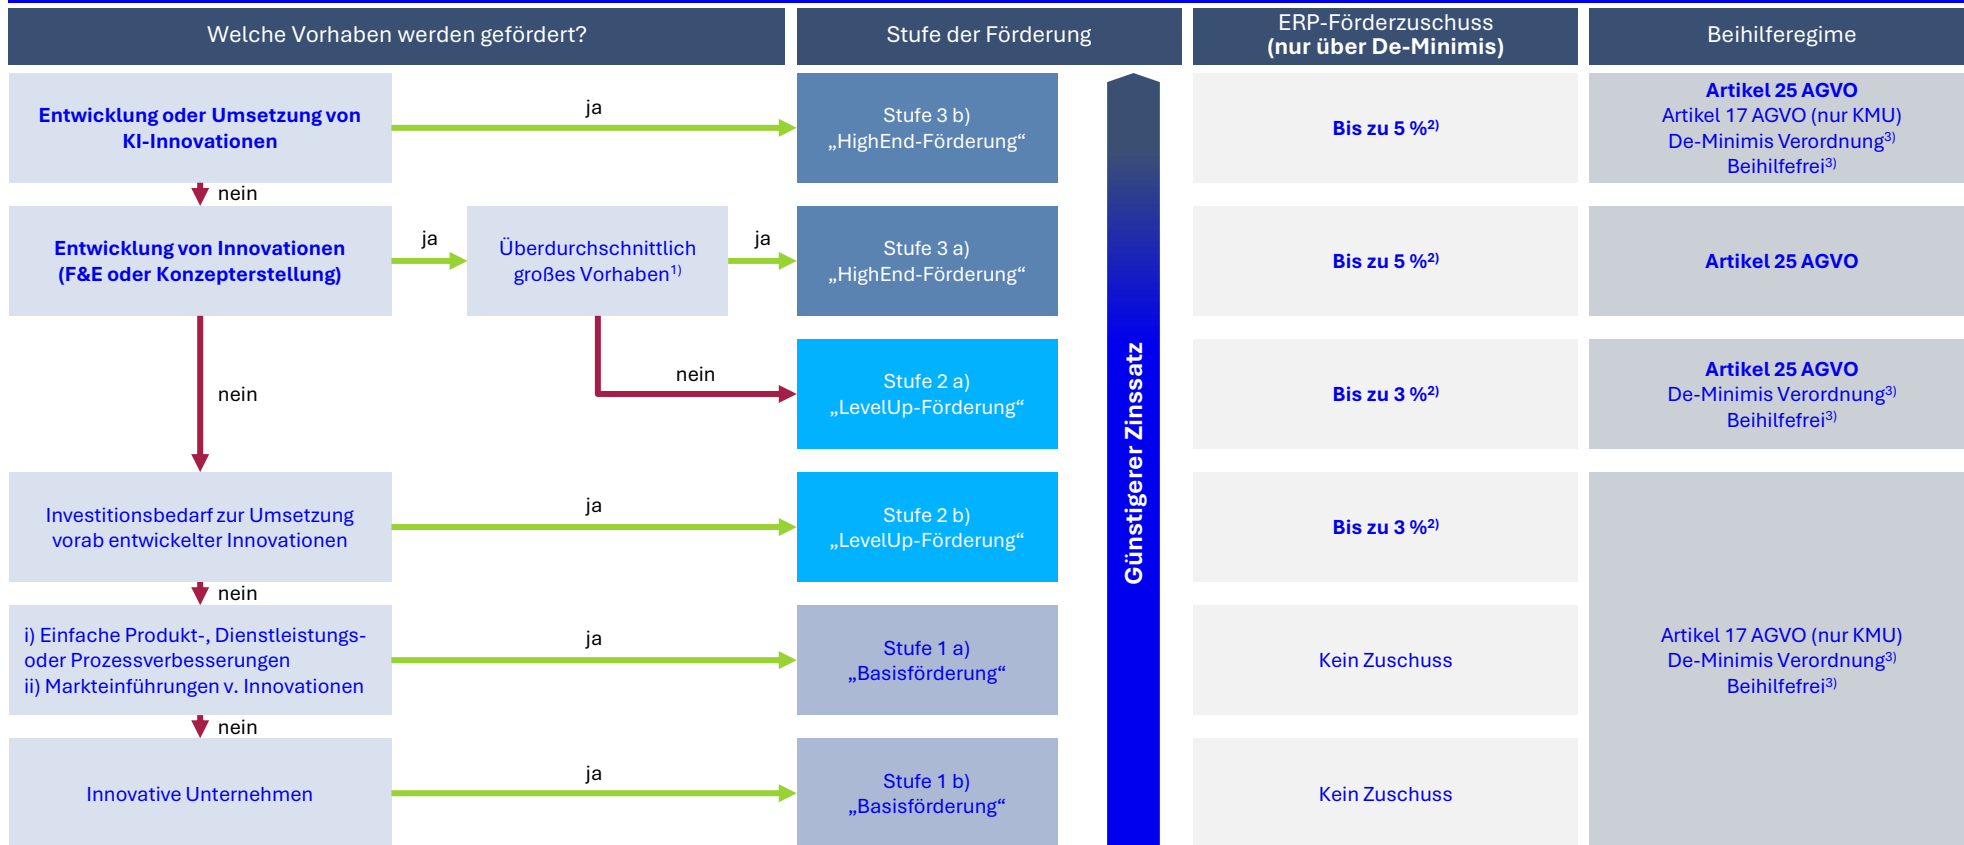 Welche Vorhaben werden gefördert?
Stufe der Förderung
ERP-Förderzuschuss
(nur über De-Minimis)
Beihilferegime
Entwicklung oder Umsetzung von
KI-Innovationen
ja
Stufe 3 b)
„HighEnd-Förderung“
Bis zu 5 %2)
Artikel 25 AGVO
Artikel 17 AGVO (nur KMU)
De-Minimis Verordnung3)
Beihilfefrei3)
nein
Entwicklung von Innovationen
(F&E oder Konzepterstellung)
ja
Überdurchschnittlich
großes Vorhaben1)
ja
Stufe 3 a)
„HighEnd-Förderung“
Bis zu 5 %2)
Artikel 25 AGVO
nein
nein
Stufe 2 a)
„LevelUp-Förderung“
Günstigerer Zinssatz
Bis zu 3 %2)
Artikel 25 AGVO
De-Minimis Verordnung3)
Beihilfefrei3)
Investitionsbedarf zur Umsetzung
vorab entwickelter Innovationen
ja
Stufe 2 b)
„LevelUp-Förderung“
Bis zu 3 %2)
nein
i) Einfache Produkt-, Dienstleistungs-
oder Prozessverbesserungen
ii) Markteinführungen v. Innovationen
ja
Stufe 1 a)
„Basisförderung“
Kein Zuschuss
Artikel 17 AGVO (nur KMU)
De-Minimis Verordnung3)
Beihilfefrei3)
nein
Innovative Unternehmen
ja
Stufe 1 b)
„Basisförderung“
Kein Zuschuss